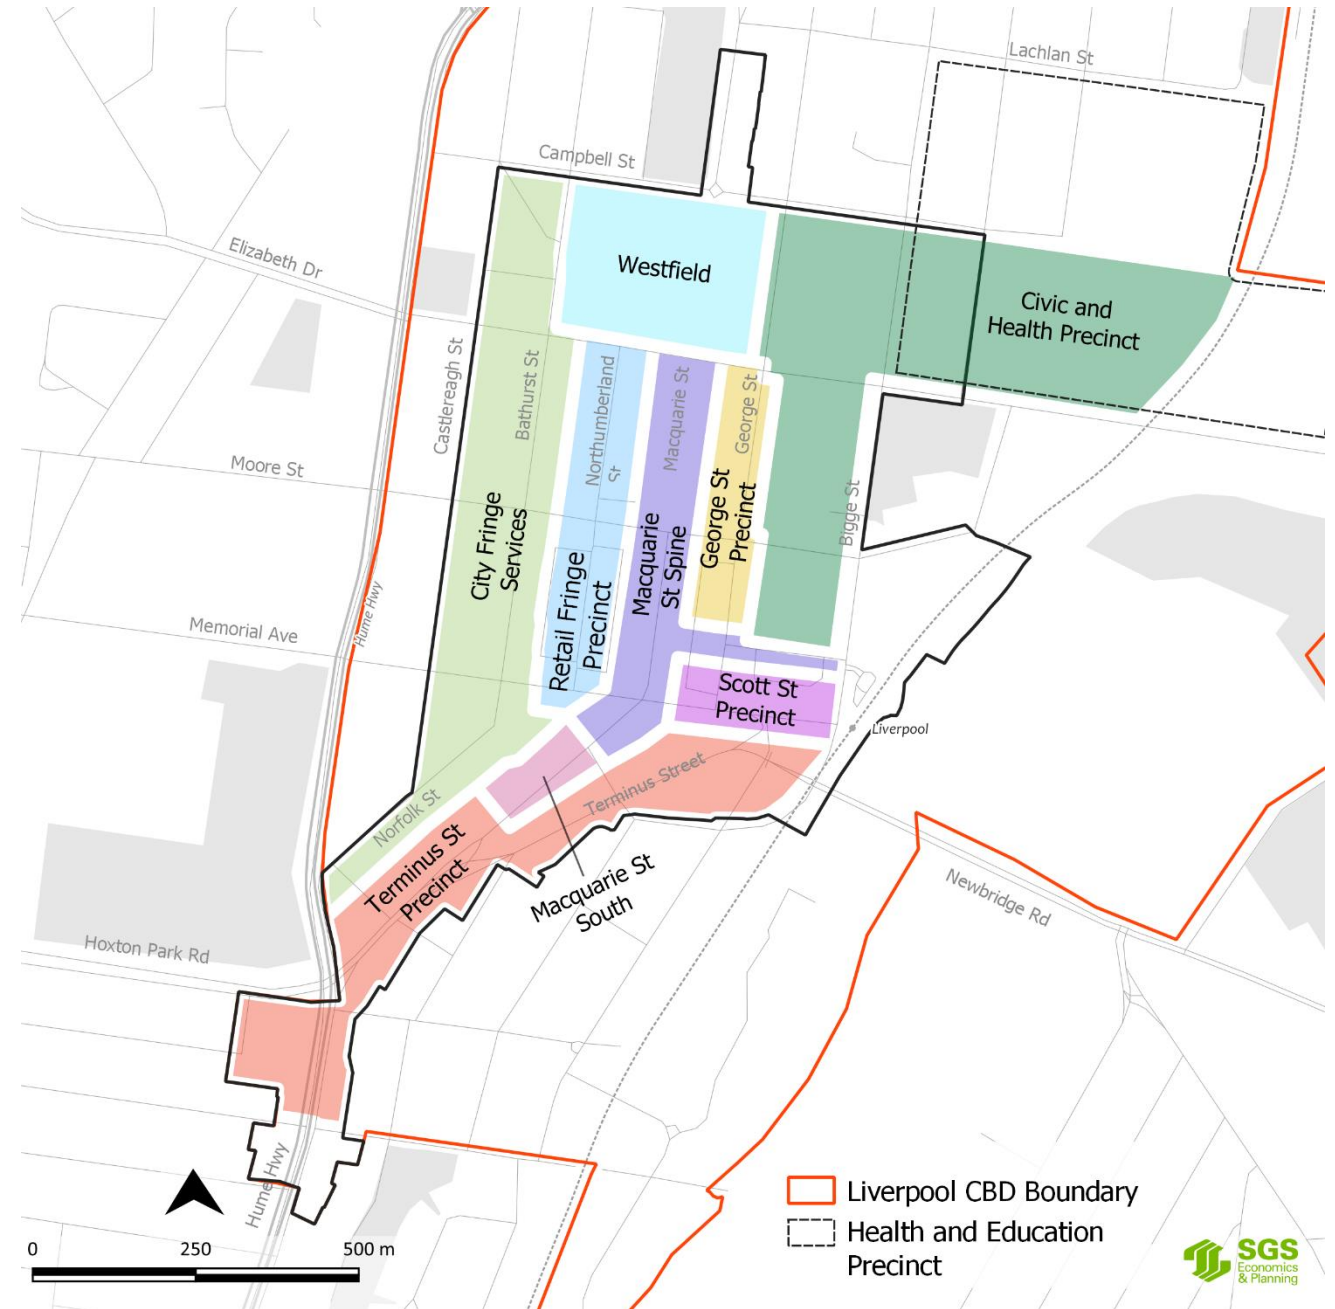 Lachlan St
Campbell St
Elizabeth Dr
Westfield
Civic and
Health Precinct
Castlereagh St
Bathurst St
Northumberland
St
Macquarie St
George St
Moore St
Bigge St
City Fringe
Services
Retail Fringe
Precinct
Macquarie
St Spine
George St
Precinct
Hume Hwy
Memorial Ave
Scott St
Precinct
Liverpool
Terminus Street
Norfolk St
Terminus St
Precinct
Macquarie St
South
Newbridge Rd
Hoxton Park Rd
Hume Hwy
Liverpool CBD Boundary
Health and Education
Precinct
0 250 500 m
SGS
Economics
& Planning